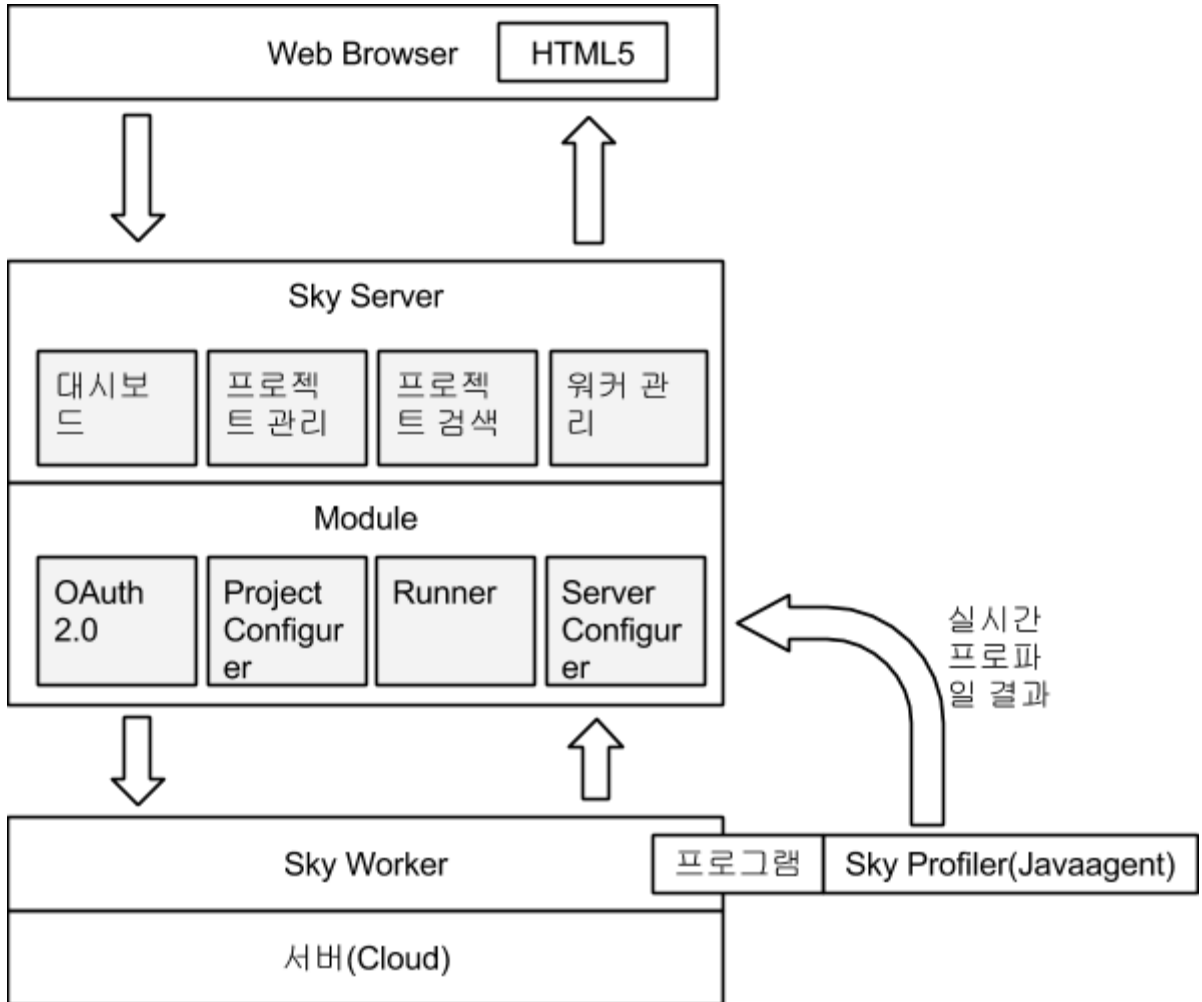 Web Browser
HTML5
Sky Server
대시보
드
프로젝
트 관리
프로젝
트 검색
워커 관
리
Module
OAuth
2.0
Project
Configur
er
Runner
Server
Configur
er
실시간
프로파
일 결과
Sky Worker
프로그램
Sky Profiler(Javaagent)
서버(Cloud)